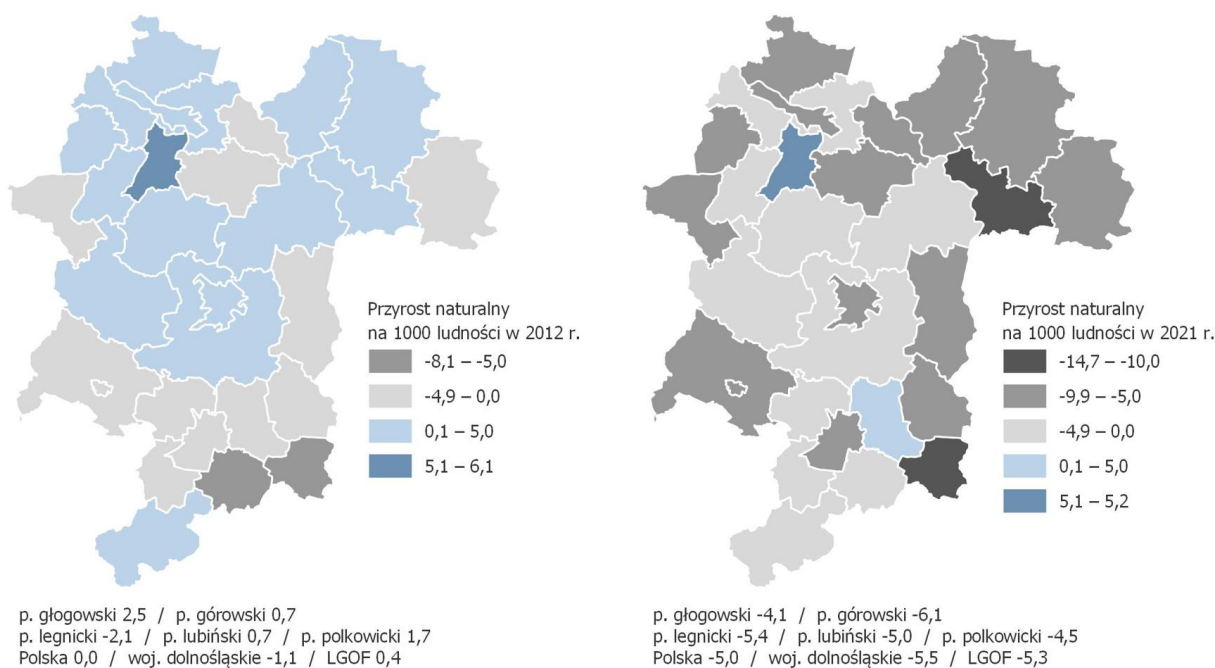 Przyrost naturalny
na 1000 ludności w 2012 r.
-8,1 – -5,0
-4,9 – 0,0
0,1 – 5,0
5,1 – 6,1
p. głogowski 2,5 / p. górowski 0,7
p. legnicki -2,1 / p. lubiński 0,7 / p. polkowicki 1,7
Polska 0,0 / woj. dolnośląskie -1,1 / LGOF 0,4
Przyrost naturalny
na 1000 ludności w 2021 r.
-14,7 – -10,0
-9,9 – -5,0
-4,9 – 0,0
0,1 – 5,0
5,1 – 5,2
p. głogowski -4,1 / p. górowski -6,1
p. legnicki -5,4 / p. lubiński -5,0 / p. polkowicki -4,5
Polska -5,0 / woj. dolnośląskie -5,5 / LGOF -5,3